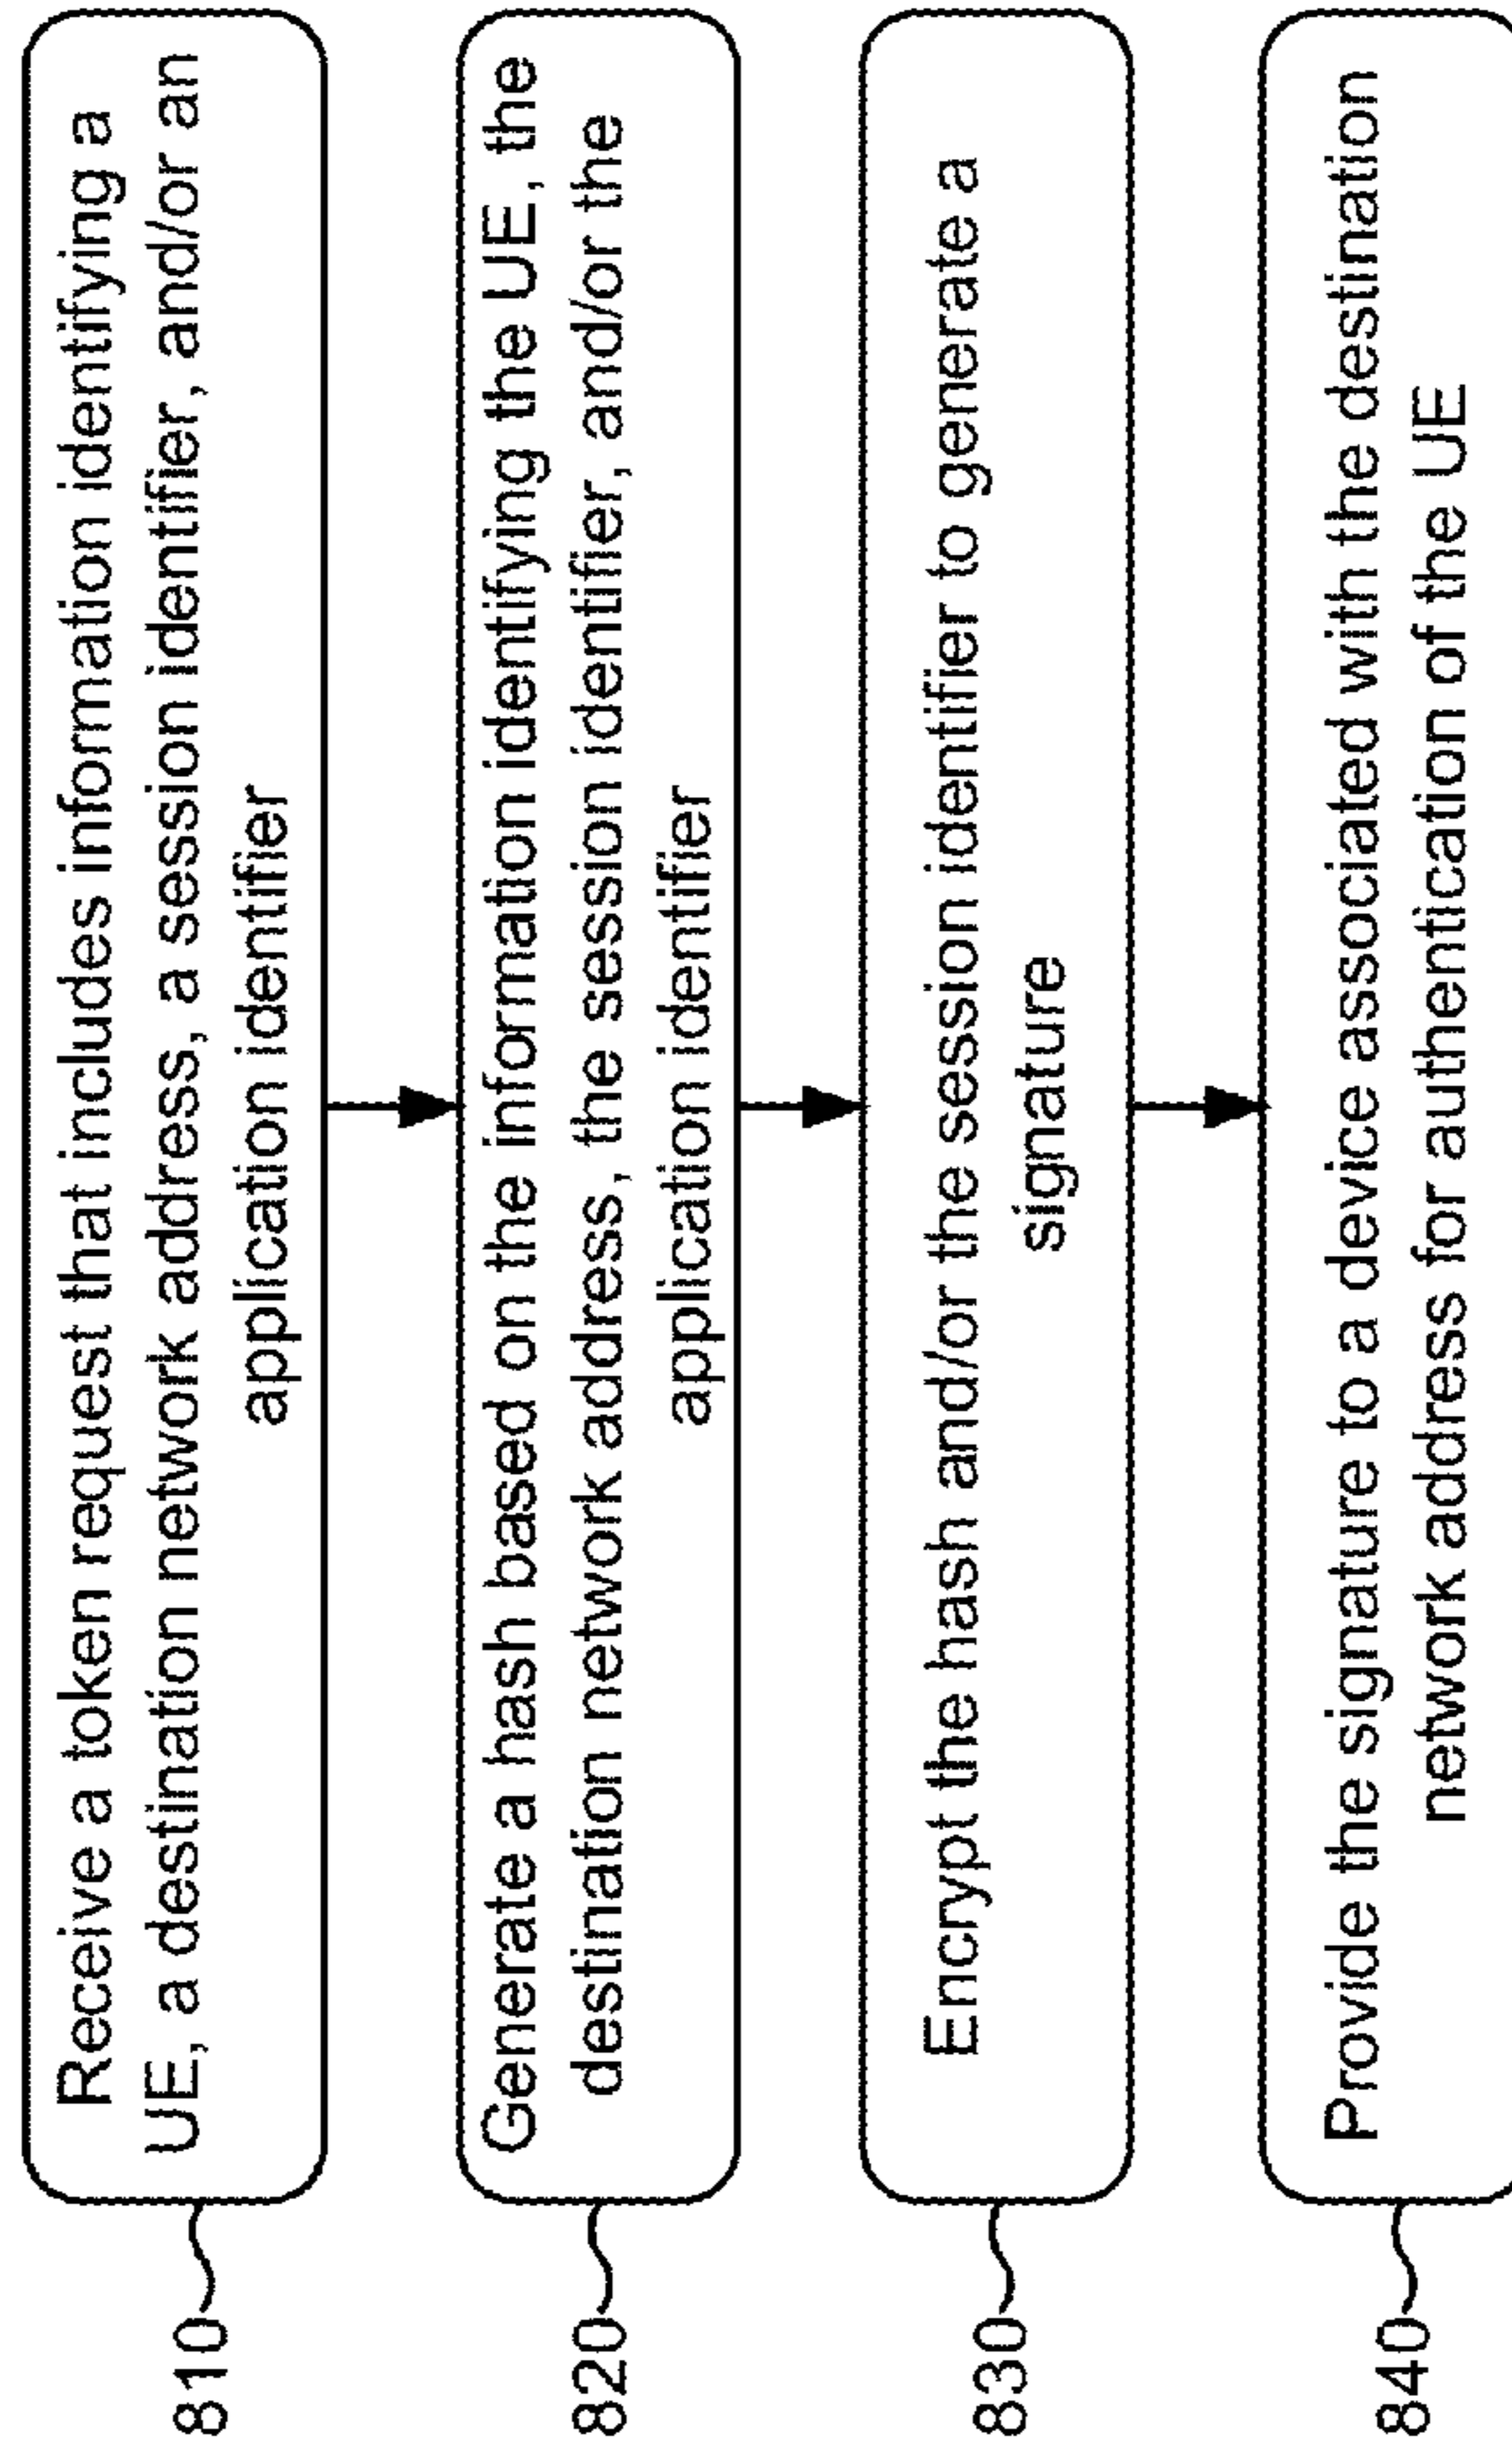 810
Receive a token request that includes information identifying a
UE, a destination network address, a session identifier, and/or an
application identifier
820
Generate a hash based on the information identifying the UE, the
destination network address, the session identifier, and/or the
application identifier
830
Encrypt the hash and/or the session identifier to generate a
signature
840
Provide the signature to a device associated with the destination
network address for authentication of the UE